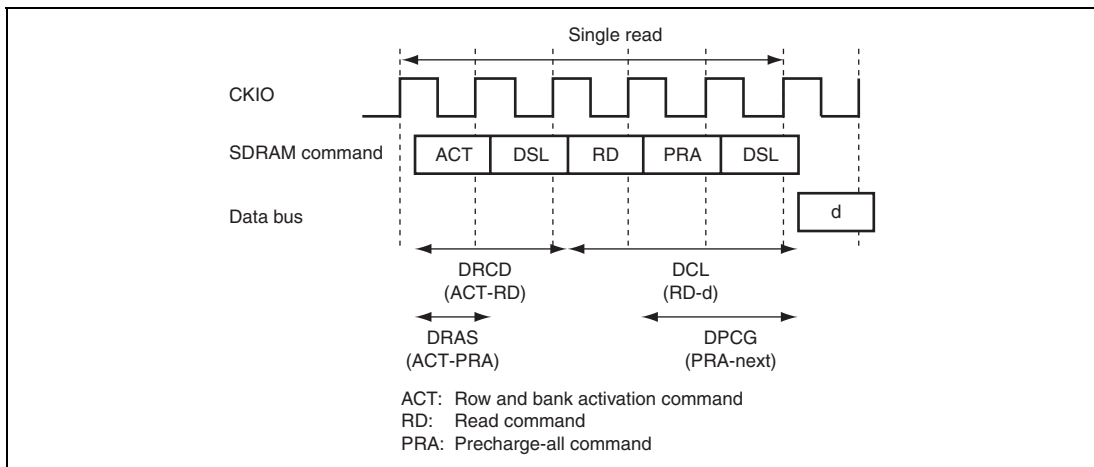 Single read
CKIO
SDRAM command ACT DSL RD PRA DSL
Data bus d
DRCD DCL
(ACT-RD) (RD-d)
DRAS DPCG
(ACT-PRA) (PRA-next)
ACT: Row and bank activation command
RD: Read command
PRA: Precharge-all command